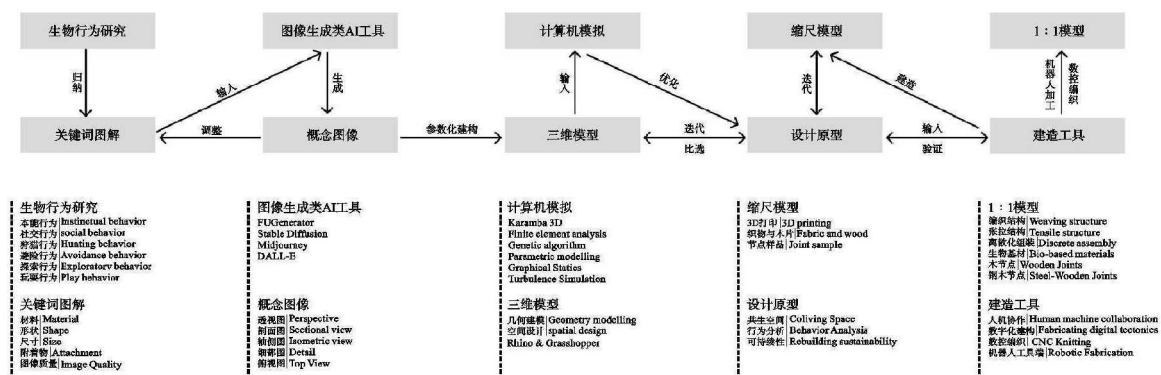 生物行为研究
图像生成类AI工具
计算机模拟
缩尺模型
1：1模型
归纳
输入
生成
输入
优化
迭代
建造
机器人加工
数控编织
关键词图解
调整
概念图像
参数化建构
三维模型
迭代
比选
设计原型
输入
验证
建造工具
生物行为研究
本能行为|Instinctual behavior
社交行为|social behavior
狩猎行为|Hunting behavior
避险行为|Avoidance behavior
探索行为|Exploratory behavior
玩耍行为|Play behavior
图像生成类AI工具
FUGenerator
Stable Diffusion
Midjourney
DALL-E
计算机模拟
Karamba 3D
Finite element analysis
Genetic algorithm
Parametric modelling
Graphical Statics
Turbulence Simulation
缩尺模型
3D打印|3D printing
织物与木片|Fabric and wood
节点样品|Joint sample
1：1模型
编织结构|Weaving structure
张拉结构|Tensile structure
离散化组装|Discrete assembly
生物基材|Bio-based materials
木节点|Wooden Joints
钢木节点|Steel-Wooden Joints
关键词图解
材料|Material
形状|Shape
尺寸|Size
附着物|Attachment
图像质量|Image Quality
概念图像
透视图|Perspective
剖面图|Sectional view
轴侧图|Isometric view
细部图|Detail
俯视图|Top View
三维模型
几何建模|Geometry modelling
空间设计|spatial design
Rhino & Grasshopper
设计原型
共生空间|Coliving Space
行为分析|Behavior Analysis
可持续性|Rebuilding sustainability
建造工具
人机协作|Human machine collaboration
数字化建构|Fabricating digital tectonics
数控编织|CNC Knitting
机器人工具端|Robotic Fabrication